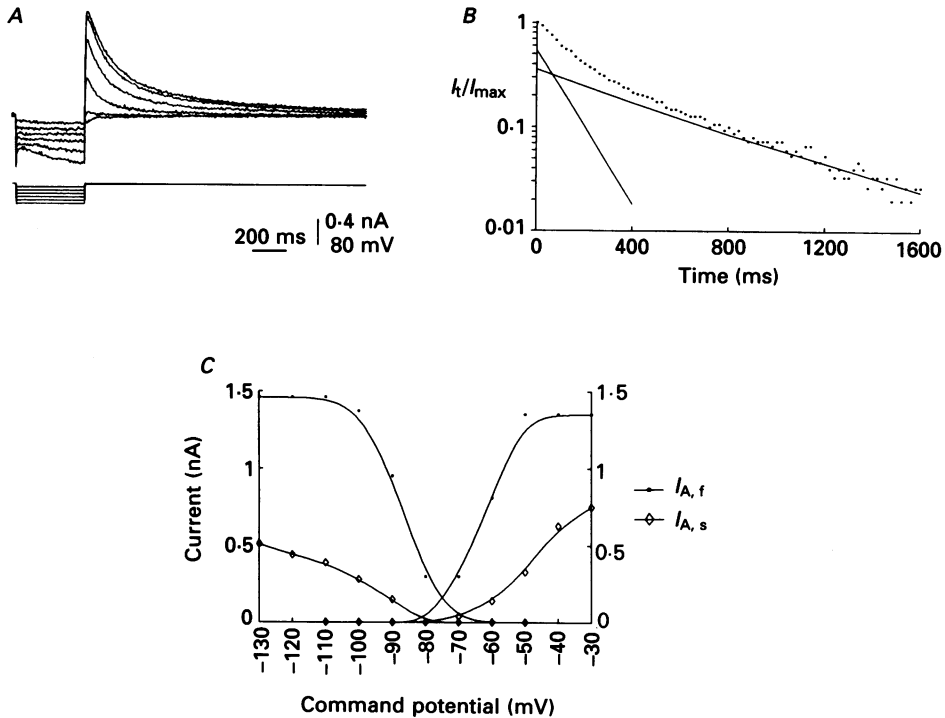 A
0·4 nA
200 ms
80 mV
B
1
It/Imax
0·1
0·01
0
400
800
1200
1600
Time (ms)
C
1·5
1
0·5
0
Current (nA)
1·5
1
0·5
0
IA, f
IA, s
−130
−120
−110
−100
−90
−80
−70
−60
−50
−40
−30
Command potential (mV)